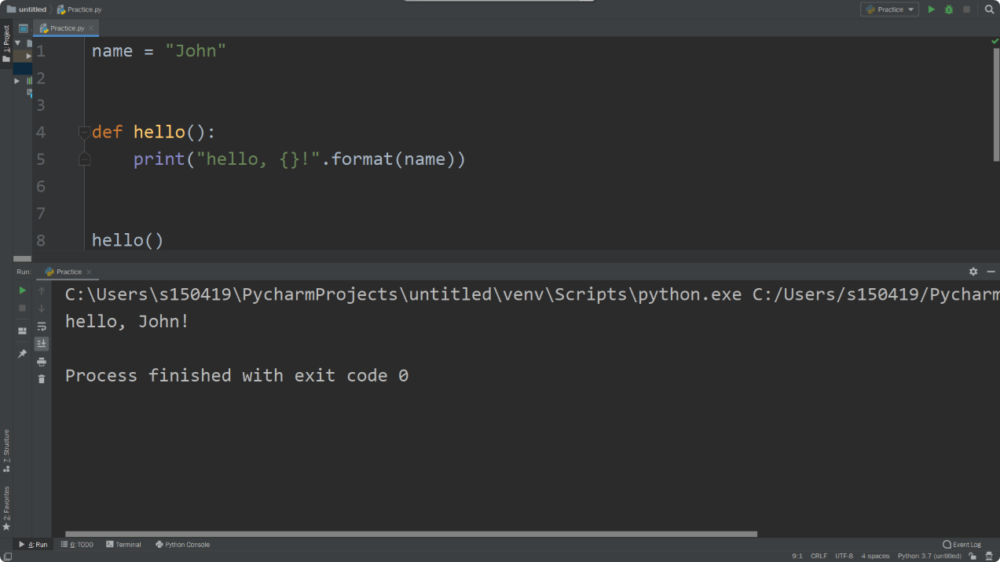 untitled Practice.py Practice
1: Project
Practice.py
1 name = "John"
2
3
4 def hello():
5     print("hello, {}!".format(name))
6
7
8 hello()
Run: Practice
C:\Users\s150419\PycharmProjects\untitled\venv\Scripts\python.exe C:/Users/s150419/Pycharm
hello, John!
Process finished with exit code 0
7: Structure
2: Favorites
4: Run 6: TODO Terminal Python Console Event Log
9:1 CRLF UTF-8 4 spaces Python 3.7 (untitled)